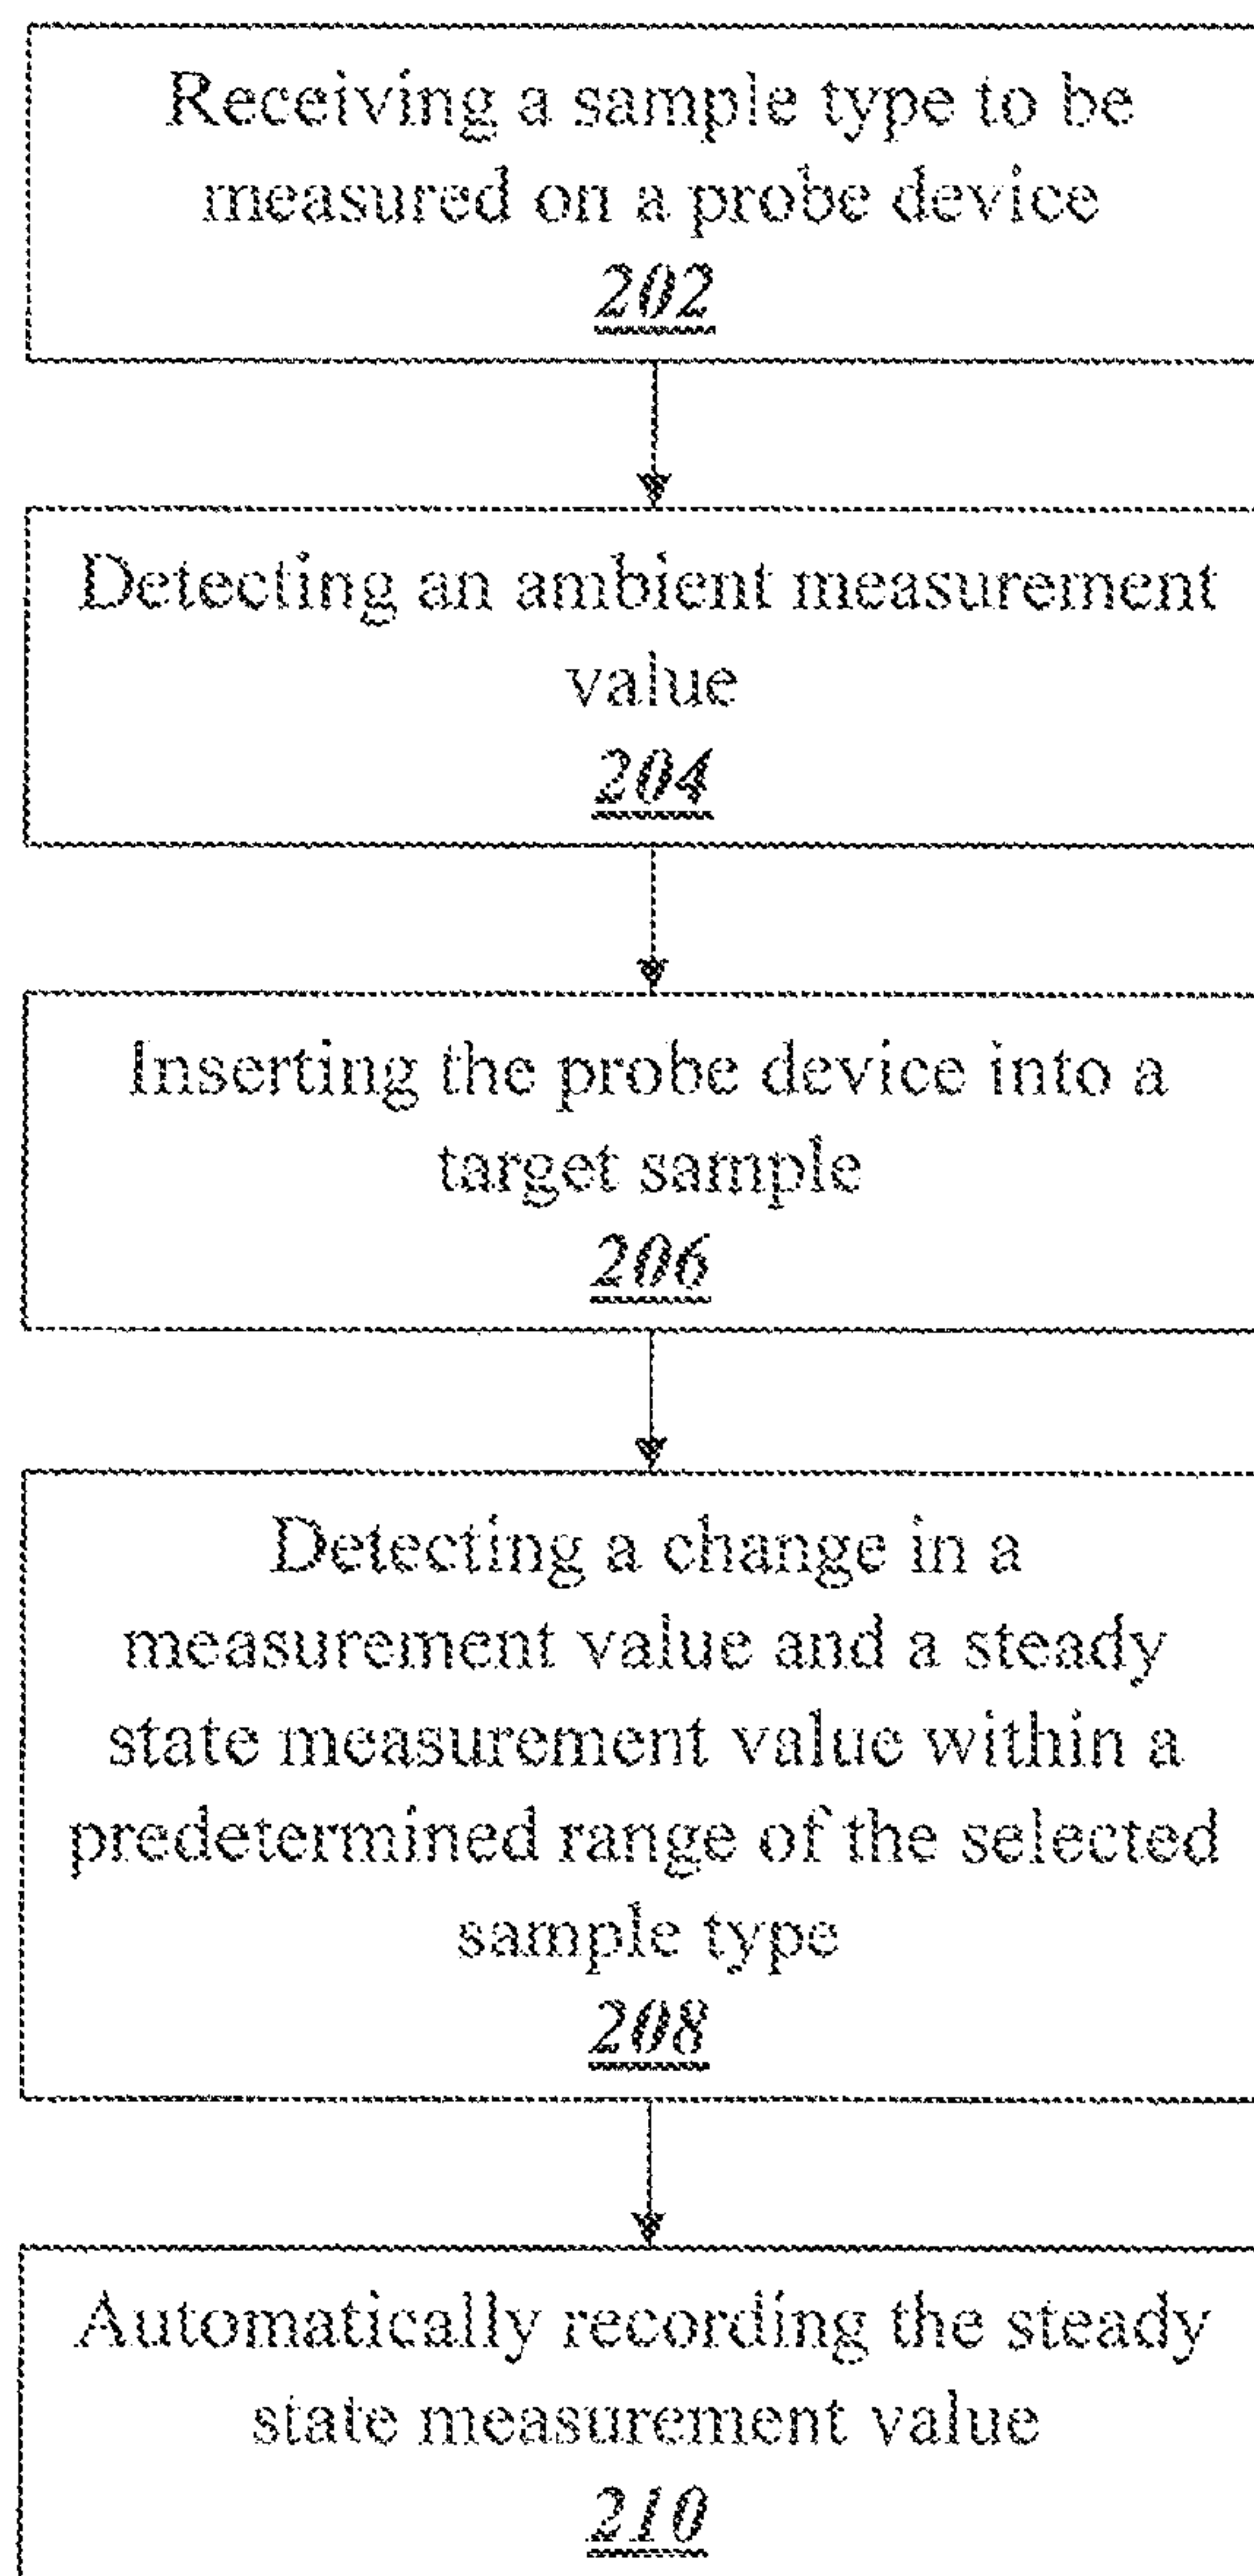 Receiving a sample type to be
measured on a probe device
202
Detecting an ambient measurement
value
204
Inserting the probe device into a
target sample
206
Detecting a change in a
measurement value and a steady
state measurement value within a
predetermined range of the selected
sample type
208
Automatically recording the steady
state measurement value
210